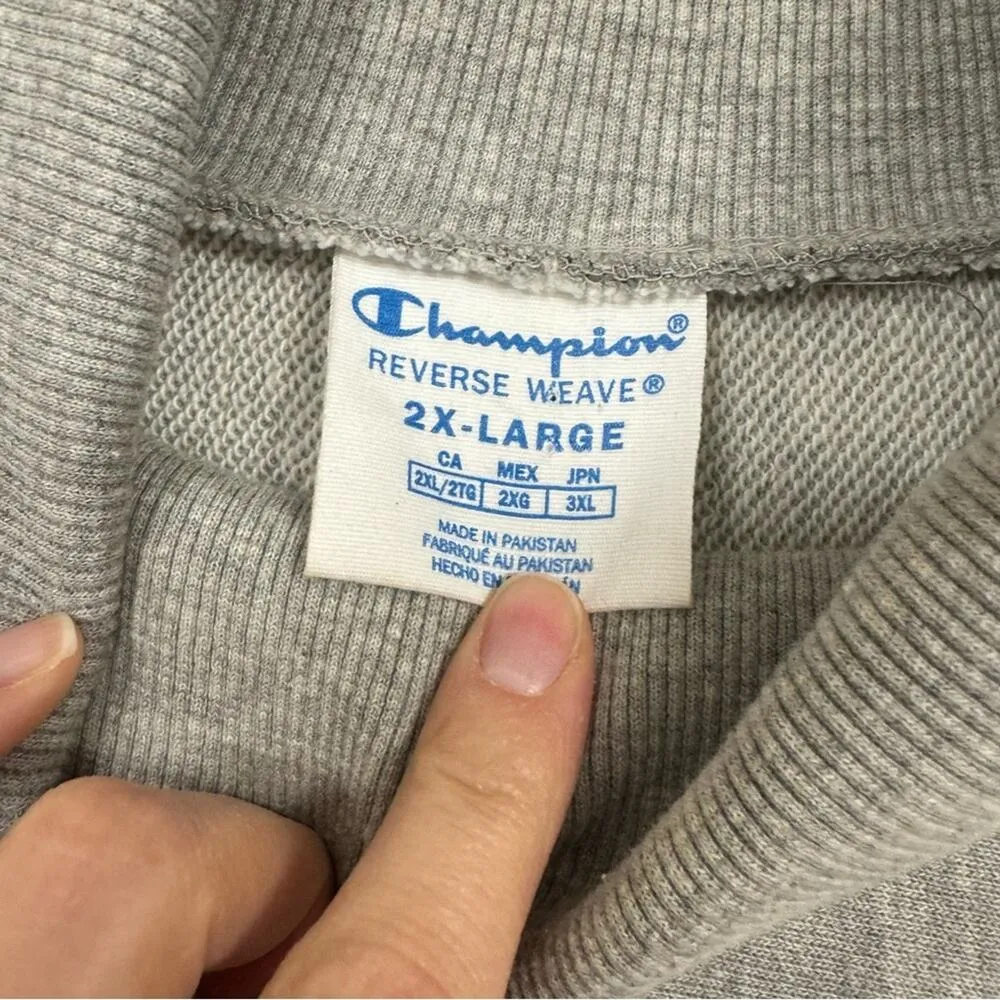 Champion®
REVERSE WEAVE®
2X-LARGE
CA MEX JPN
2XL/2TG 2XG 3XL
MADE IN PAKISTAN
FABRIQUÉ AU PAKISTAN
HECHO EN